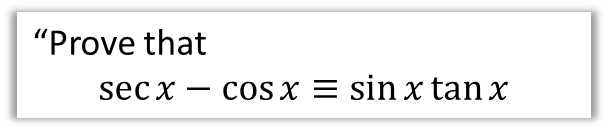 “Prove that
sec x − cos x ≡ sin x tan x